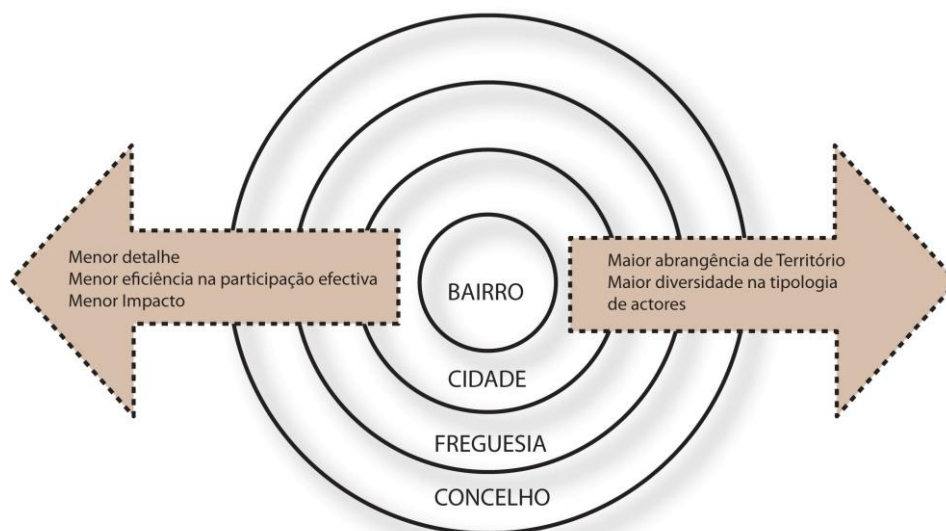 Menor detalhe
Menor eficiência na participação efectiva
Menor Impacto
BAIRRO
Maior abrangência de Território
Maior diversidade na tipologia
de actores
CIDADE
FREGUESIA
CONCELHO